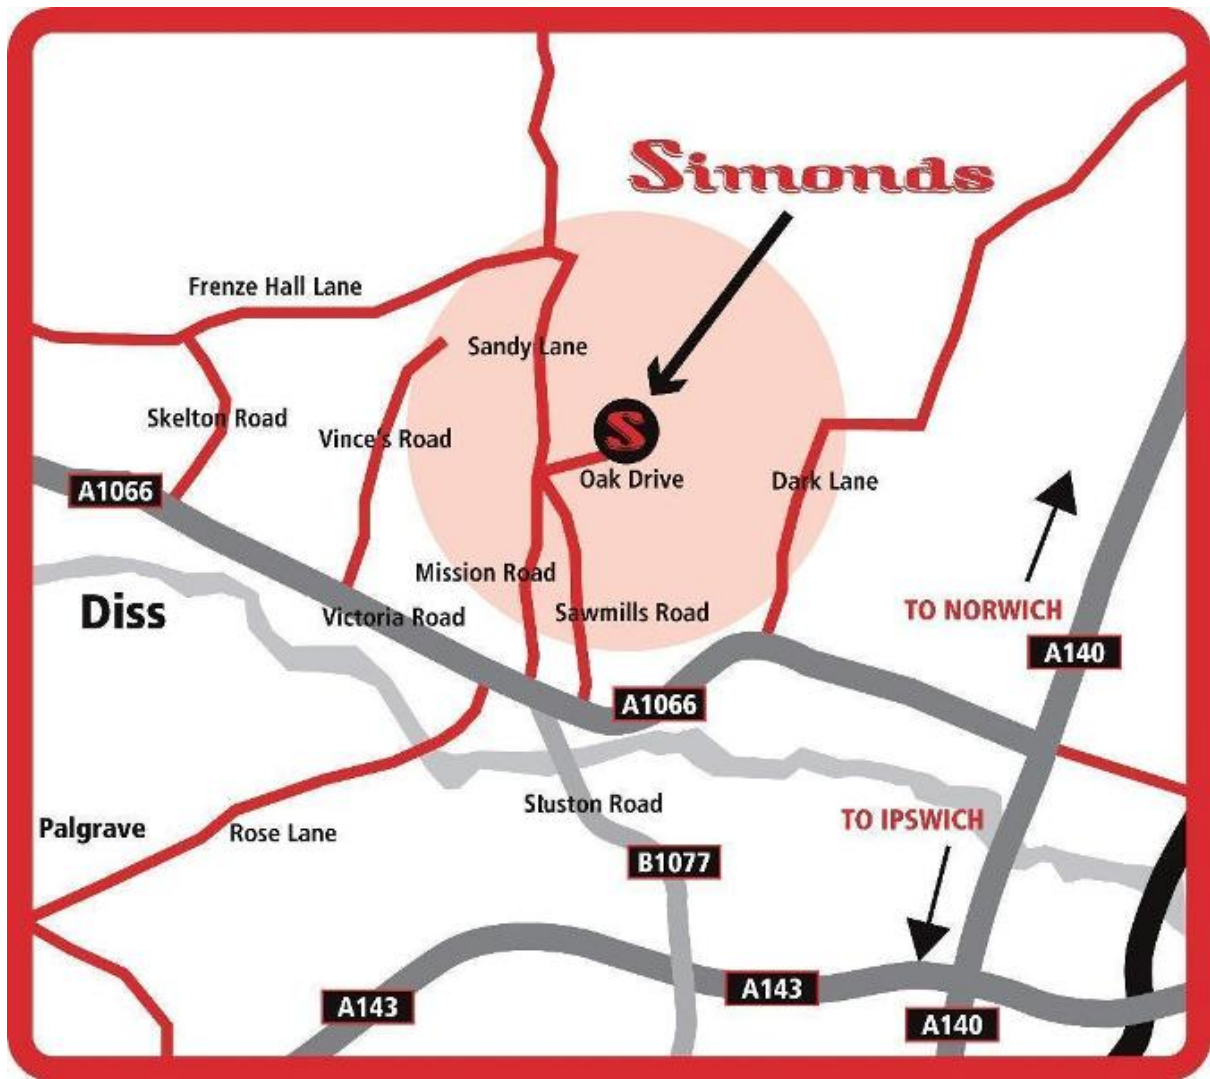 Simonds
Frenze Hall Lane
Sandy Lane
Skelton Road
Vince's Road
S
Oak Drive
Dark Lane
A1066
Mission Road
Diss
Victoria Road
Sawmills Road
TO NORWICH
A140
A1066
Stuston Road
TO IPSWICH
Palgrave
Rose Lane
B1077
A143
A143
A140